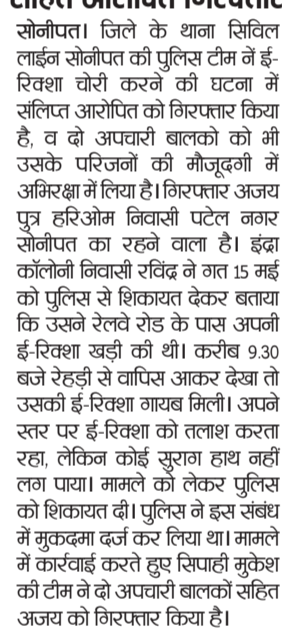 सोनीपत। जिले के थाना सिविल
लाईन सोनीपत की पुलिस टीम नें ई-
रिक्शा चोरी करने की घटना में
संलिप्त आरोपित को गिरफ्तार किया
है, व दो अपचारी बालको को भी
उसके परिजनों की मौजूदगी में
अभिरक्षा में लिया है। गिरफ्तार अजय
पुत्र हरिओम निवासी पटेल नगर
सोनीपत का रहने वाला है। इंद्रा
कॉलोनी निवासी रविंद्र ने गत 15 मई
को पुलिस से शिकायत देकर बताया
कि उसने रेलवे रोड के पास अपनी
ई-रिक्शा खड़ी की थी। करीब 9.30
बजे रेहड़ी से वापिस आकर देखा तो
उसकी ई-रिक्शा गायब मिली। अपने
स्तर पर ई-रिक्शा को तलाश करता
रहा, लेकिन कोई सुराग हाथ नहीं
लग पाया। मामले को लेकर पुलिस
को शिकायत दी। पुलिस ने इस संबंध
में मुकदमा दर्ज कर लिया था। मामले
में कार्रवाई करते हुए सिपाही मुकेश
की टीम ने दो अपचारी बालकों सहित
अजय को गिरफ्तार किया है।